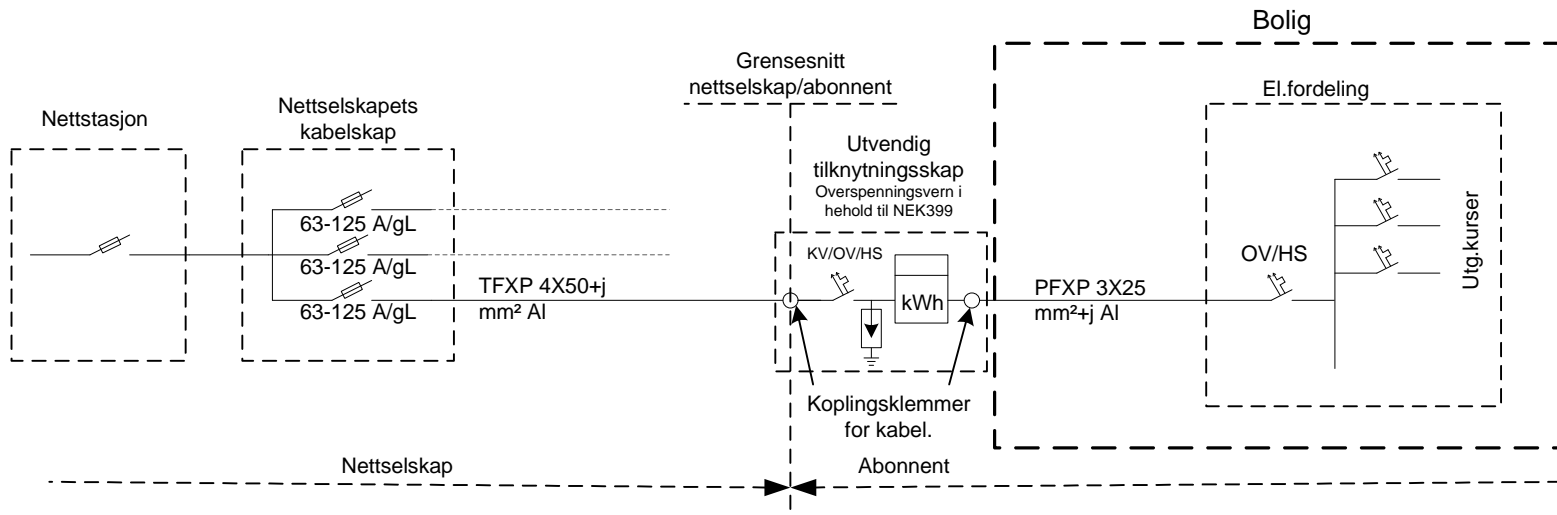 Bolig
Grensesnitt
nettselskap/abonnent
El.fordeling
Nettstasjon
Nettselskapets
kabelskap
Utvendig
tilknytningsskap
Overspenningsvern i
hehold til NEK399
63-125 A/gL
63-125 A/gL
63-125 A/gL
TFXP 4X50+j
mm² Al
KV/OV/HS
kWh
PFXP 3X25
mm²+j Al
OV/HS
Utg.kurser
Koplingsklemmer
for kabel.
Nettselskap
Abonnent